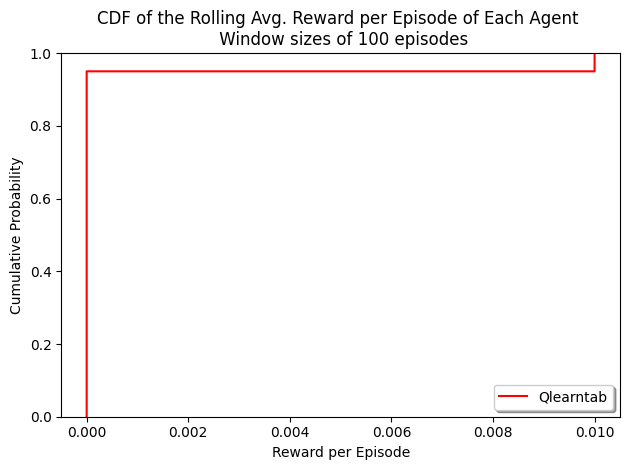 CDF of the Rolling Avg. Reward per Episode of Each Agent
Window sizes of 100 episodes
1.0
0.8
0.6
0.4
0.2
0.0
Cumulative Probability
Qlearntab
0.000
0.002
0.004
0.006
0.008
0.010
Reward per Episode